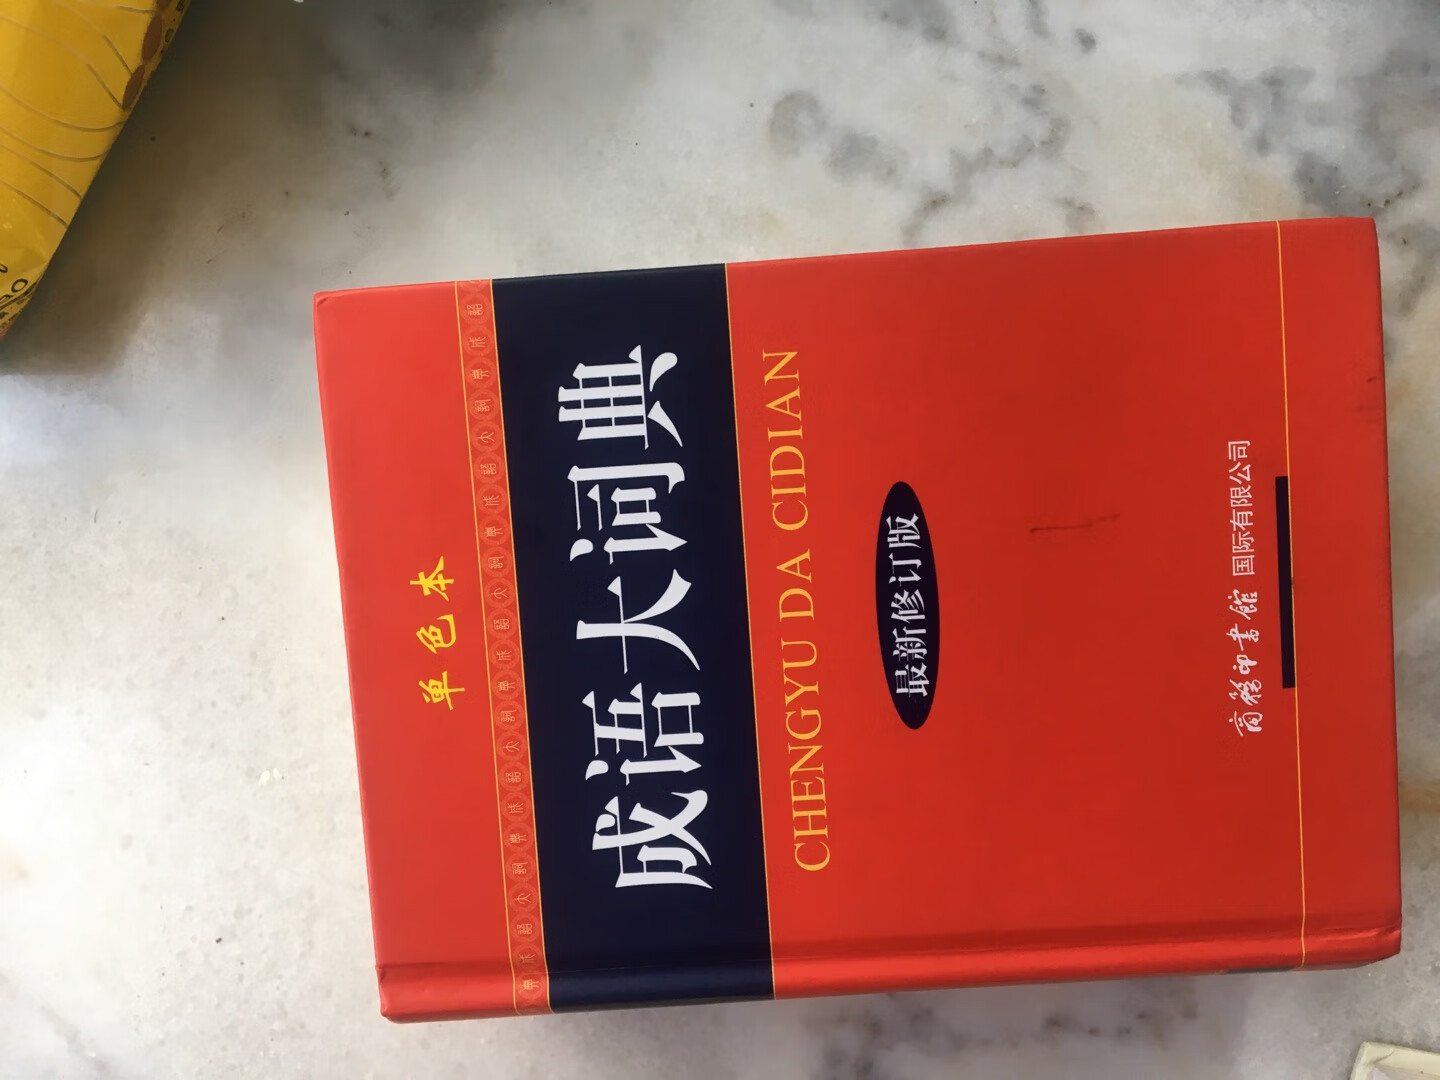 单色本
成语大词典
CHENGYU DA CIDIAN
最新修订版
商务印书馆 国际有限公司